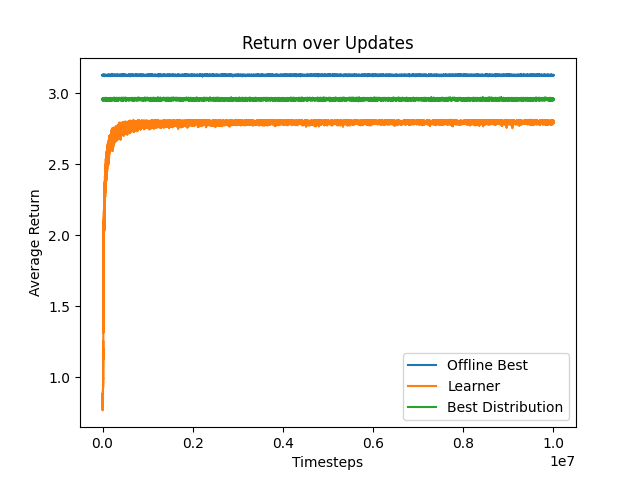 Return over Updates
Average Return
3.0
2.5
2.0
1.5
1.0
0.0
0.2
0.4
0.6
0.8
1.0
1e7
Timesteps
Offline Best
Learner
Best Distribution